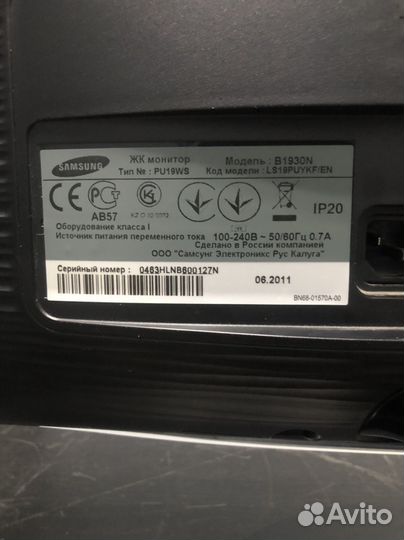 SAMSUNG
ЖК монитор
Модель : B1930N
Тип № : PU19WS
Код модели : LS19PUYKF/EN
CE
AB57
IP20
Оборудование класса I
Источник питания переменного тока 100-240В ~ 50/60Гц 0.7А
Сделано в России компанией
ООО "Самсунг Электроникс Рус Калуга"
Серийный номер : 0463HLNB600127N
06.2011
BN68-01570A-00
Avito